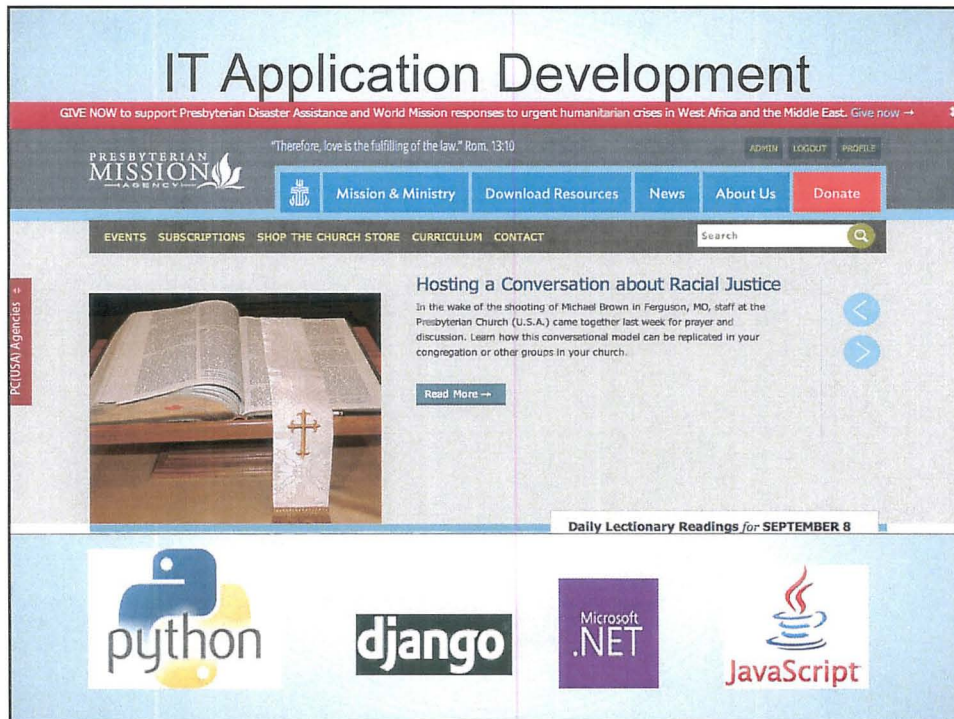 IT Application Development
GIVE NOW to support Presbyterian Disaster Assistance and World Mission responses to urgent humanitarian crises in West Africa and the Middle East. Give now →
"Therefore, love is the fulfilling of the law." Rom. 13:10
ADMIN LOGOUT PROFILE
PRESBYTERIAN
MISSION
AGENCY
Mission & Ministry Download Resources News About Us Donate
EVENTS SUBSCRIPTIONS SHOP THE CHURCH STORE CURRICULUM CONTACT Search
PC(USA) Agencies
Hosting a Conversation about Racial Justice
In the wake of the shooting of Michael Brown in Ferguson, MO, staff at the
Presbyterian Church (U.S.A.) came together last week for prayer and
discussion. Learn how this conversational model can be replicated in your
congregation or other groups in your church.
Read More →
Daily Lectionary Readings for SEPTEMBER 8
python
django
Microsoft
.NET
JavaScript